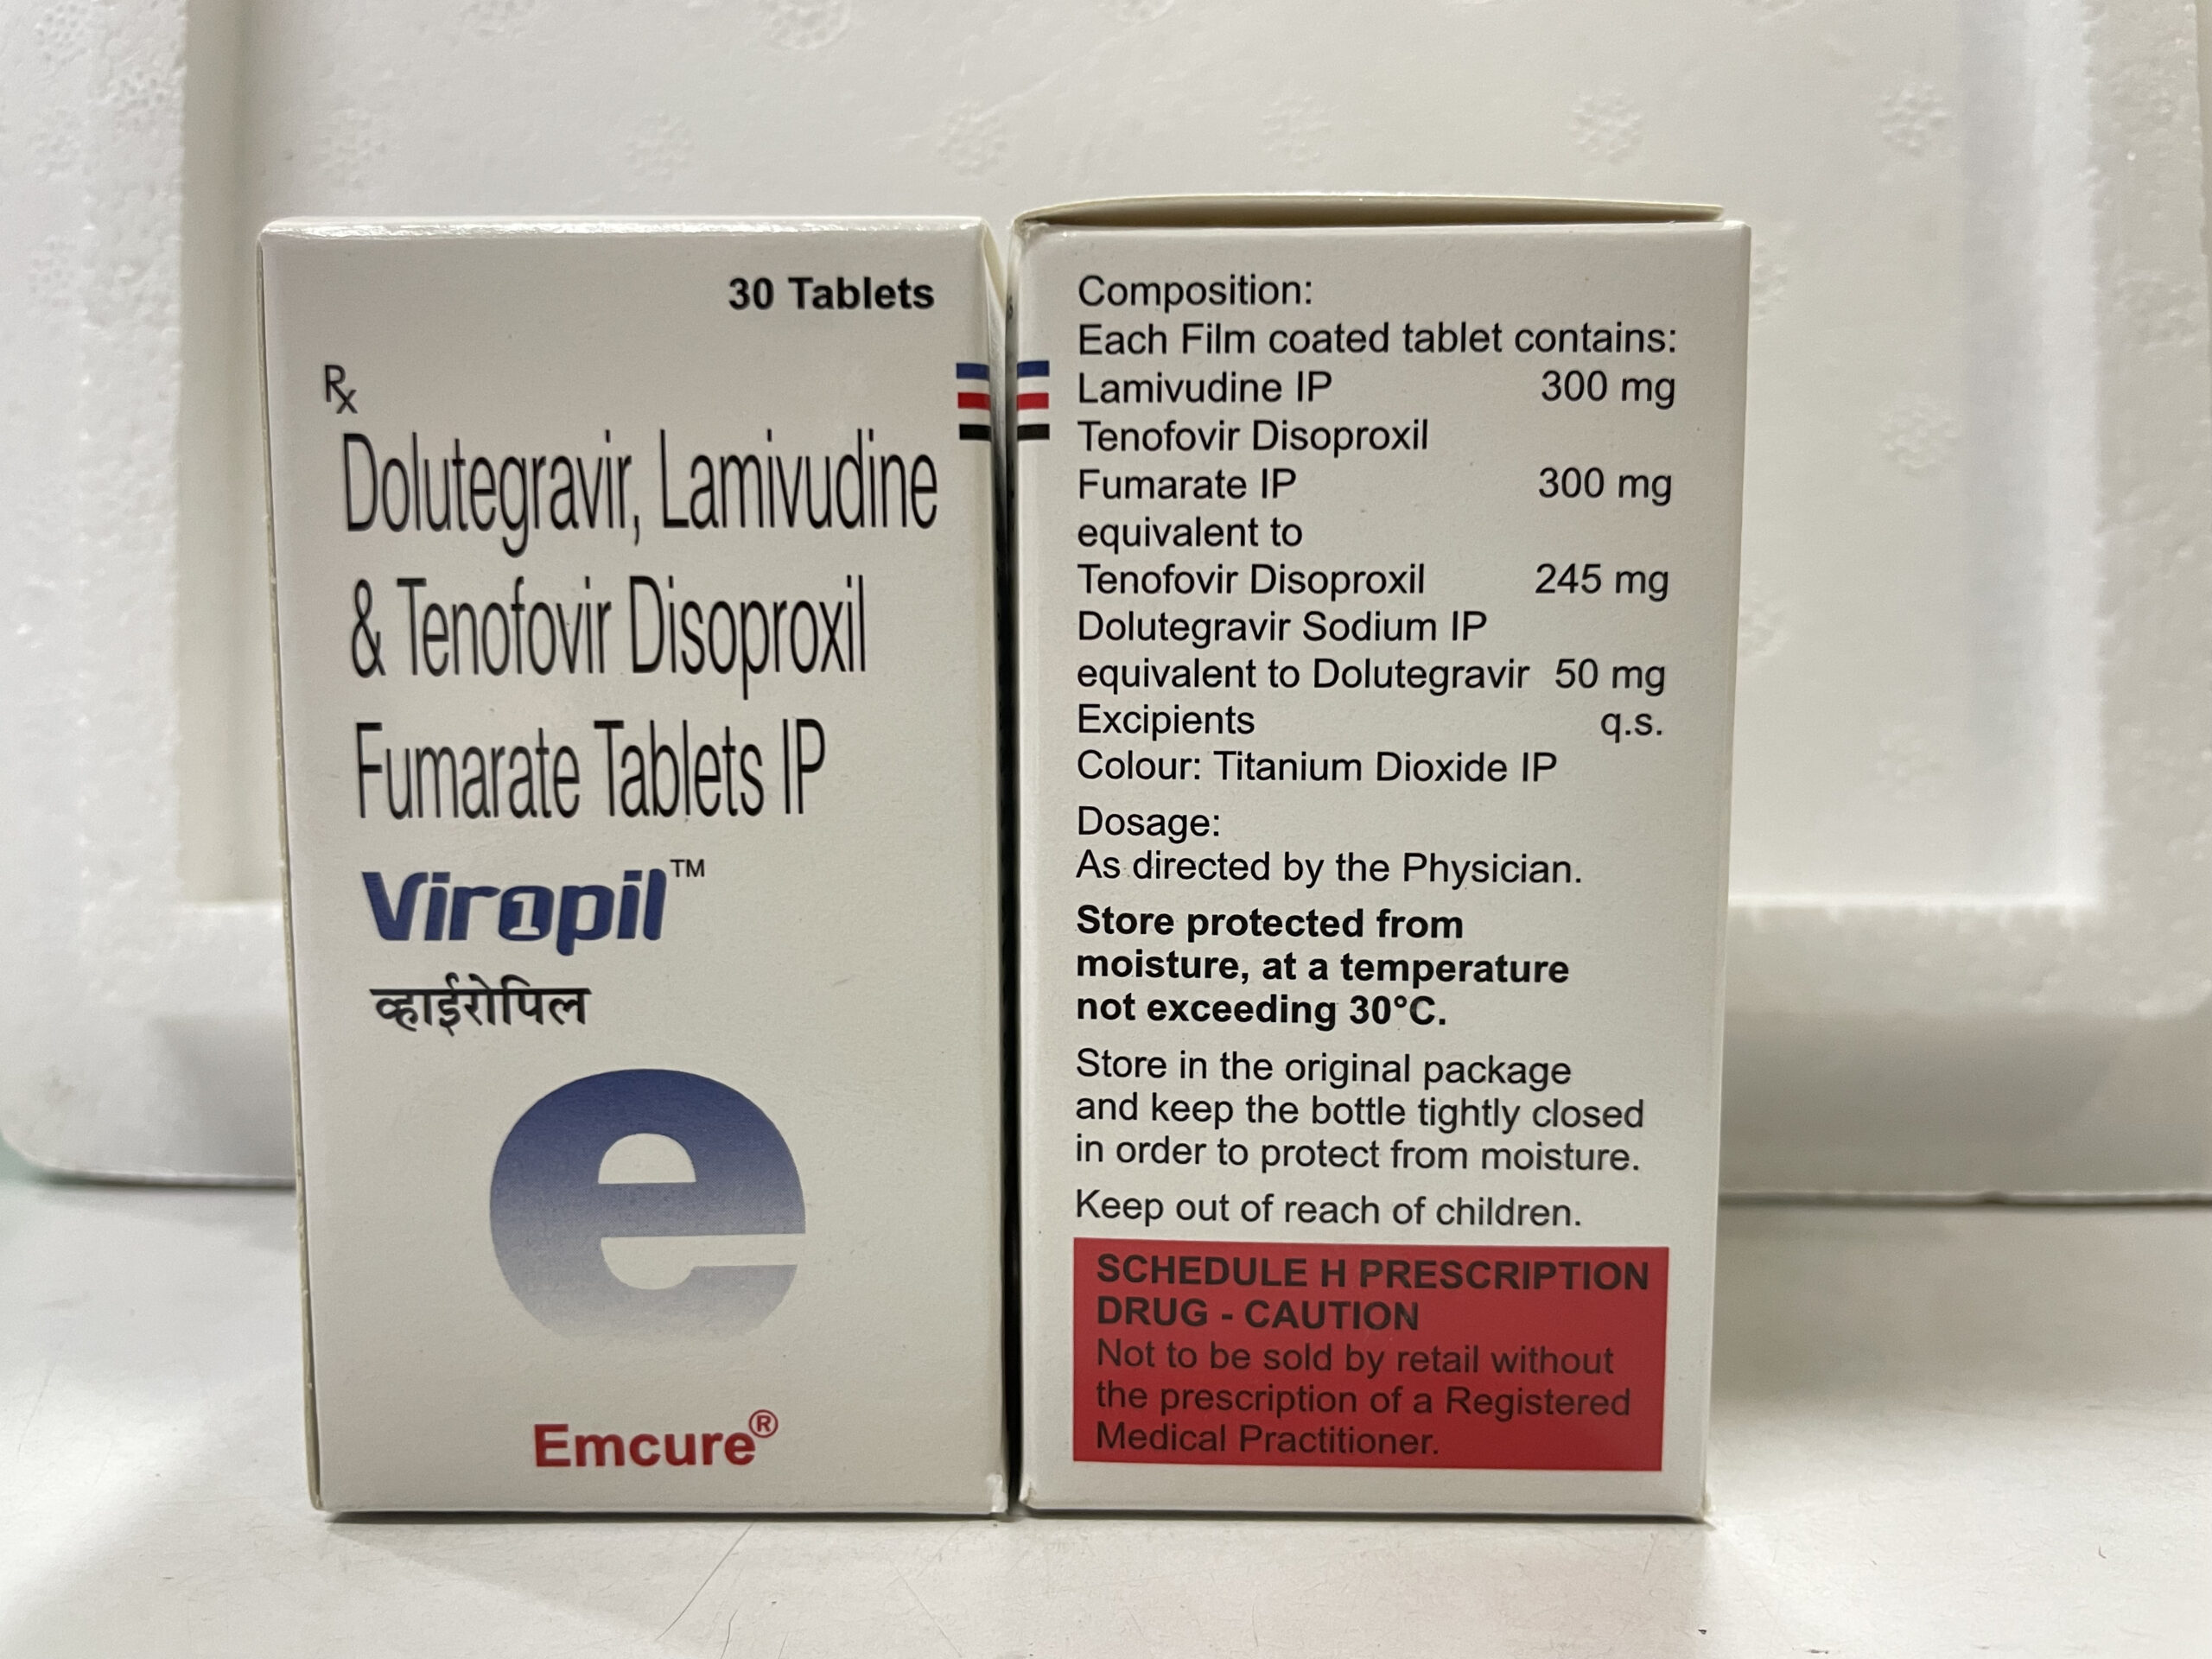 30 Tablets
Rx
Dolutegravir, Lamivudine
& Tenofovir Disoproxil
Fumarate Tablets IP
Viropil™
व्हाईरोपिल
e
Emcure®
Composition:
Each Film coated tablet contains:
Lamivudine IP 300 mg
Tenofovir Disoproxil
Fumarate IP 300 mg
equivalent to
Tenofovir Disoproxil 245 mg
Dolutegravir Sodium IP
equivalent to Dolutegravir 50 mg
Excipients q.s.
Colour: Titanium Dioxide IP
Dosage:
As directed by the Physician.
Store protected from
moisture, at a temperature
not exceeding 30°C.
Store in the original package
and keep the bottle tightly closed
in order to protect from moisture.
Keep out of reach of children.
SCHEDULE H PRESCRIPTION
DRUG - CAUTION
Not to be sold by retail without
the prescription of a Registered
Medical Practitioner.